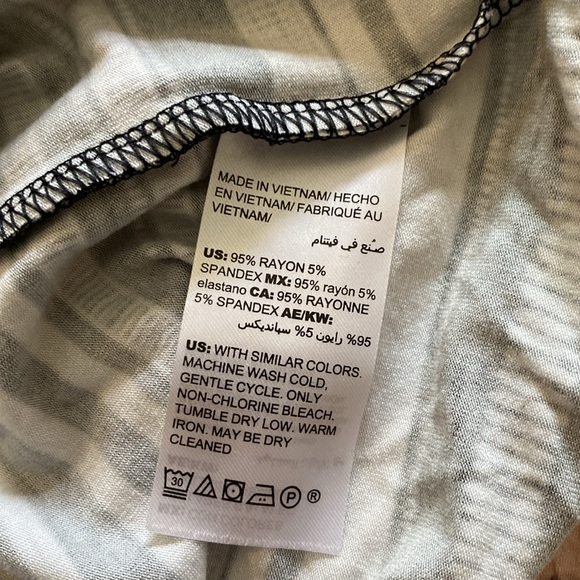 MADE IN VIETNAM/ HECHO
EN VIETNAM/ FABRIQUÉ AU
VIETNAM/
صُنع في فيتنام
US: 95% RAYON 5%
SPANDEX MX: 95% rayón 5%
elastano CA: 95% RAYONNE
5% SPANDEX AE/KW:
95% رايون 5% سبانديكس
US: WITH SIMILAR COLORS.
MACHINE WASH COLD,
GENTLE CYCLE. ONLY
NON-CHLORINE BLEACH.
TUMBLE DRY LOW. WARM
IRON. MAY BE DRY
CLEANED
30 P ®